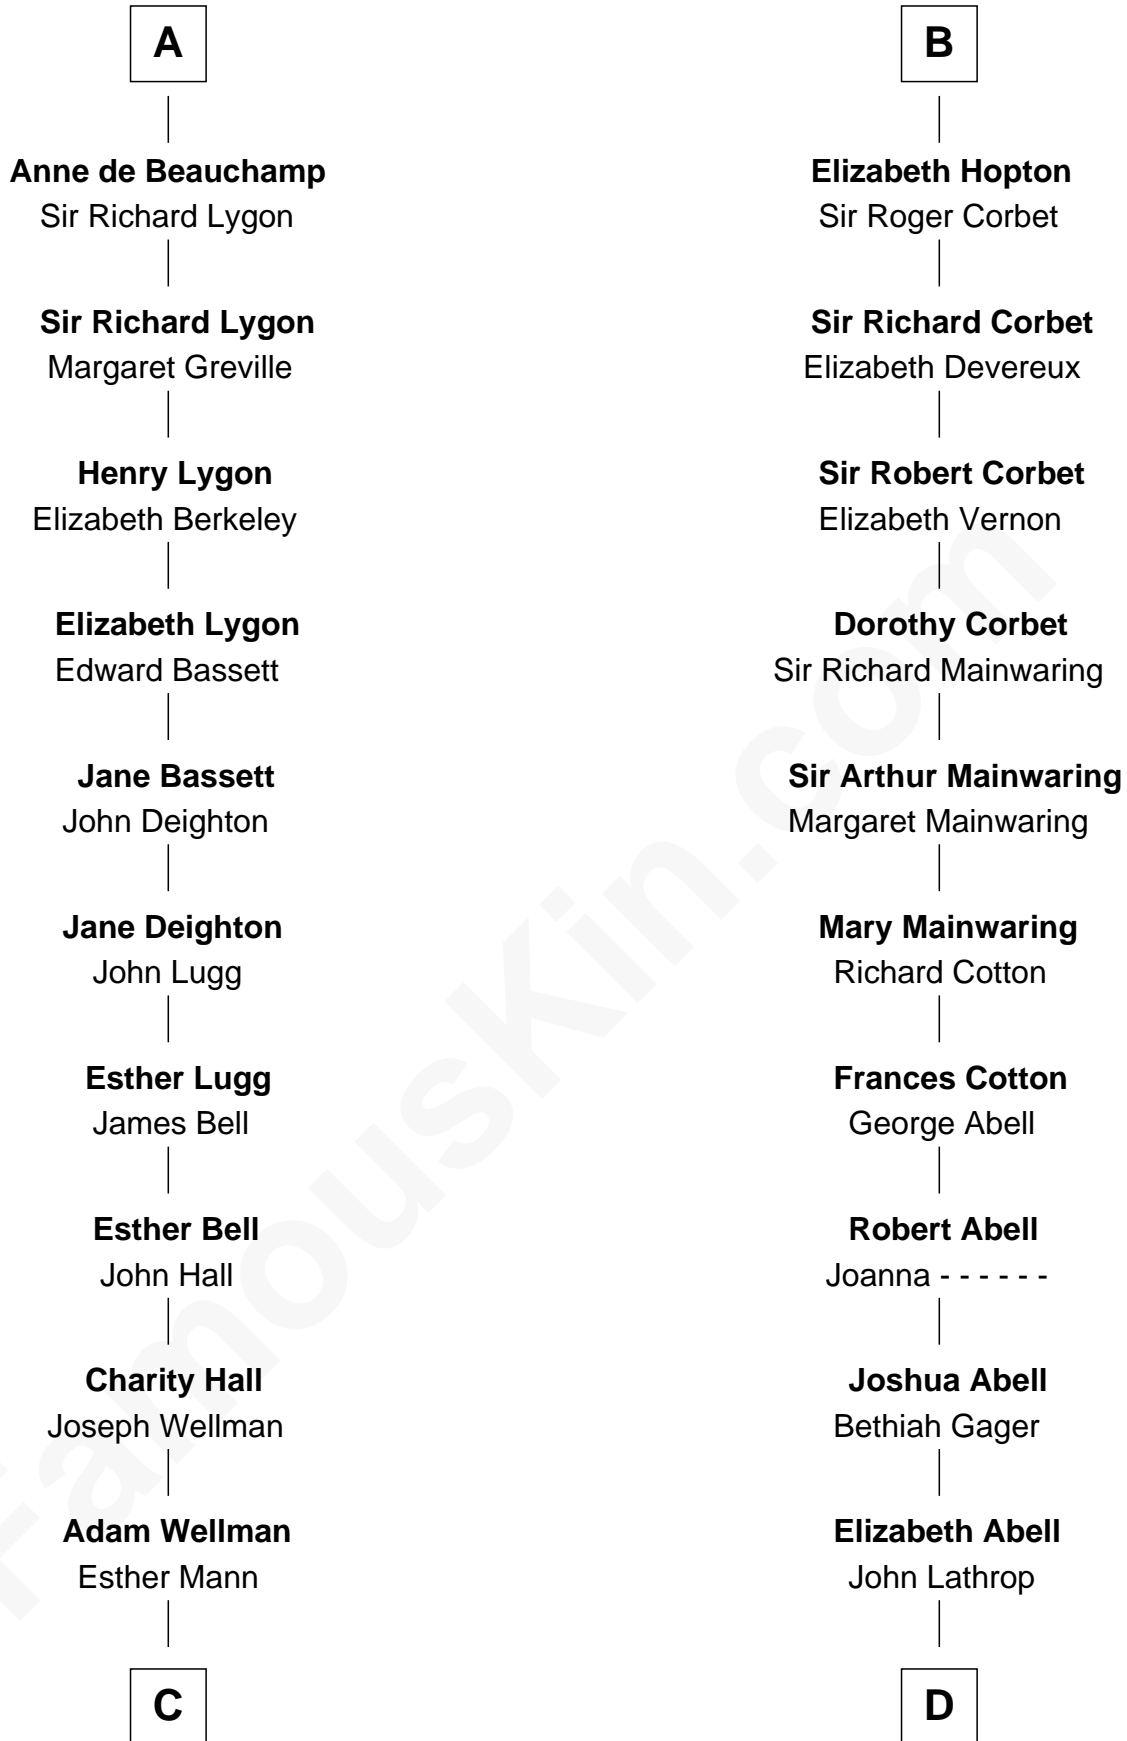 A
Anne de Beauchamp
Sir Richard Lygon
Sir Richard Lygon
Margaret Greville
Henry Lygon
Elizabeth Berkeley
Elizabeth Lygon
Edward Bassett
Jane Bassett
John Deighton
Jane Deighton
John Lugg
Esther Lugg
James Bell
Esther Bell
John Hall
Charity Hall
Joseph Wellman
Adam Wellman
Esther Mann
C
B
Elizabeth Hopton
Sir Roger Corbet
Sir Richard Corbet
Elizabeth Devereux
Sir Robert Corbet
Elizabeth Vernon
Dorothy Corbet
Sir Richard Mainwaring
Sir Arthur Mainwaring
Margaret Mainwaring
Mary Mainwaring
Richard Cotton
Frances Cotton
George Abell
Robert Abell
Joanna - - - - - -
Joshua Abell
Bethiah Gager
Elizabeth Abell
John Lathrop
D
FamousKin.com